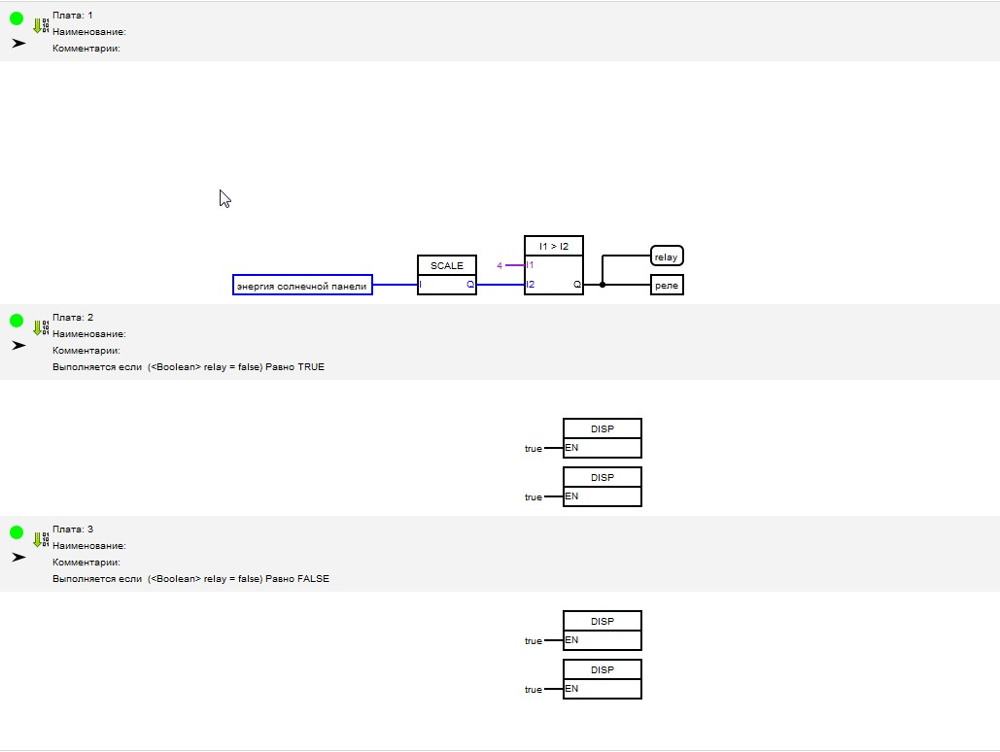 Плата: 1
Наименование:
Комментарии:
I1 > I2
SCALE
4
I1
relay
энергия солнечной панели
I
Q
I2
Q
реле
Плата: 2
Наименование:
Комментарии:
Выполняется если (<Boolean> relay = false) Равно TRUE
DISP
true
EN
DISP
true
EN
Плата: 3
Наименование:
Комментарии:
Выполняется если (<Boolean> relay = false) Равно FALSE
DISP
true
EN
DISP
true
EN